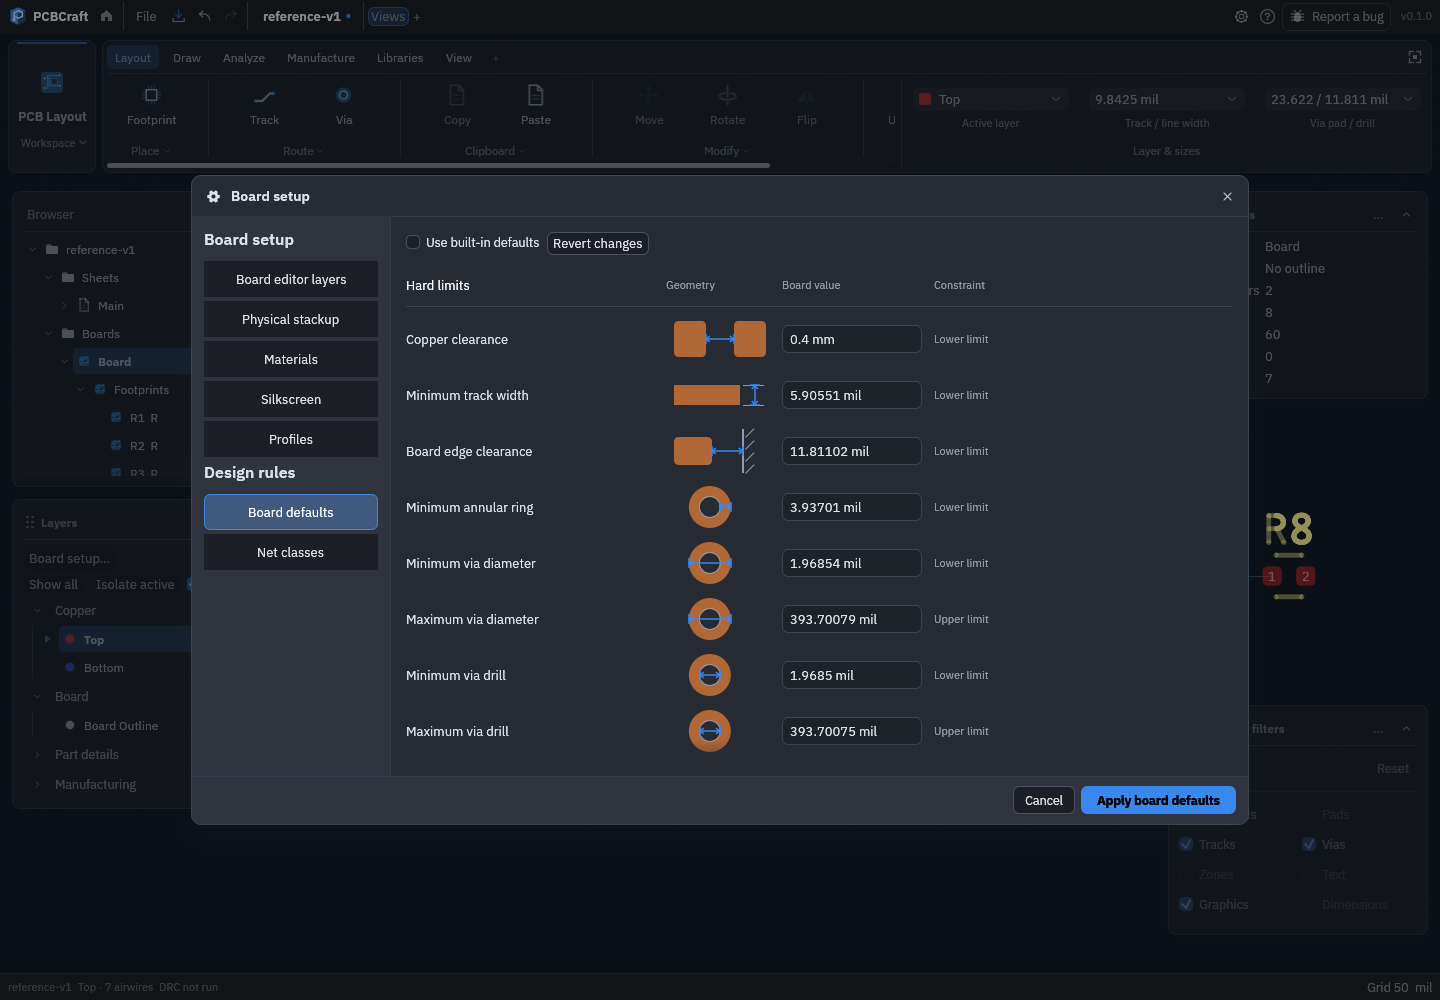 PCBCraft File reference-v1 Views + Report a bug v0.1.0
Layout Draw Analyze Manufacture Libraries View +
PCB Layout
Workspace
Footprint Track Via Copy Paste Move Rotate Flip U
Place Route Clipboard Modify
Top 9.8425 mil 23.622 / 11.811 mil
Active layer Track / line width Via pad / drill
Layer & sizes
Browser
reference-v1
Sheets
Main
Boards
Board
Footprints
R1 R
R2 R
R3 R
Layers
Board setup...
Show all Isolate active
Copper
Top
Bottom
Board
Board Outline
Part details
Manufacturing
Board setup
Board setup
Board editor layers
Physical stackup
Materials
Silkscreen
Profiles
Design rules
Board defaults
Net classes
Use built-in defaults Revert changes
Hard limits Geometry Board value Constraint
Copper clearance 0.4 mm Lower limit
Minimum track width 5.90551 mil Lower limit
Board edge clearance 11.81102 mil Lower limit
Minimum annular ring 3.93701 mil Lower limit
Minimum via diameter 1.96854 mil Lower limit
Maximum via diameter 393.70079 mil Upper limit
Minimum via drill 1.9685 mil Lower limit
Maximum via drill 393.70075 mil Upper limit
Cancel Apply board defaults
s ...
Board
No outline
rs 2
8
60
0
7
R8
1 2
filters ...
Reset
ts Pads
Tracks Vias
Zones Text
Graphics Dimensions
reference-v1 Top · 7 airwires DRC not run Grid 50 mil